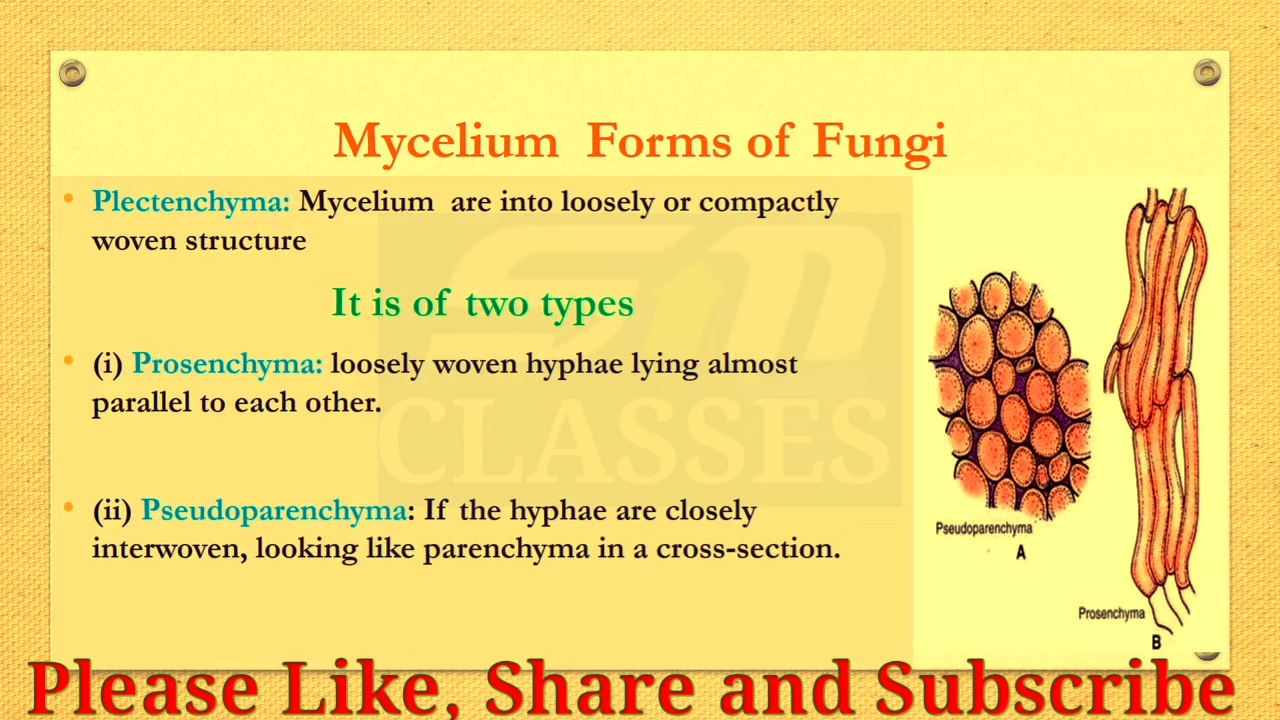 Mycelium Forms of Fungi
Plectenchyma: Mycelium are into loosely or compactly
woven structure
It is of two types
(i) Prosenchyma: loosely woven hyphae lying almost
parallel to each other.
(ii) Pseudoparenchyma: If the hyphae are closely
interwoven, looking like parenchyma in a cross-section.
Pseudoparenchyma
A
Prosenchyma
B
SM
CLASSES
Please Like, Share and Subscribe